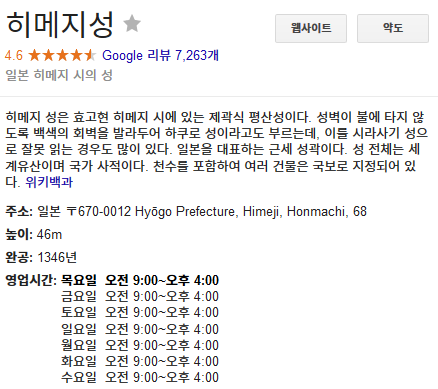 히메지성 ★
웹사이트
약도
4.6 ★★★★★ Google 리뷰 7,263개
일본 히메지 시의 성
히메지 성은 효고현 히메지 시에 있는 제곽식 평산성이다. 성벽이 불에 타지 않
도록 백색의 회벽을 발라두어 하쿠로 성이라고도 부르는데, 이를 시라사기 성으
로 잘못 읽는 경우도 많이 있다. 일본을 대표하는 근세 성곽이다. 성 전체는 세
계유산이며 국가 사적이다. 천수를 포함하여 여러 건물은 국보로 지정되어 있
다. 위키백과
주소: 일본 〒670-0012 Hyōgo Prefecture, Himeji, Honmachi, 68
높이: 46m
완공: 1346년
영업시간: 목요일 오전 9:00~오후 4:00
금요일 오전 9:00~오후 4:00
토요일 오전 9:00~오후 4:00
일요일 오전 9:00~오후 4:00
월요일 오전 9:00~오후 4:00
화요일 오전 9:00~오후 4:00
수요일 오전 9:00~오후 4:00